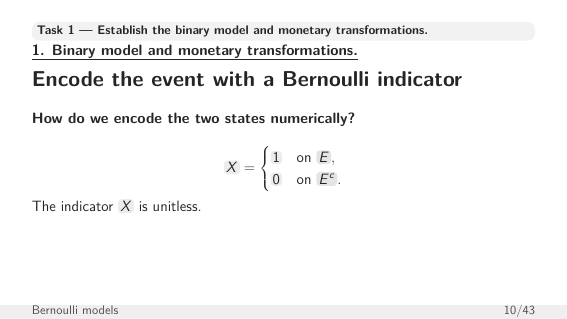 Task 1 — Establish the binary model and monetary transformations.
1. Binary model and monetary transformations.
Encode the event with a Bernoulli indicator
How do we encode the two states numerically?
X = { 1 on E,
0 on Eᶜ.
The indicator X is unitless.
Bernoulli models 10/43